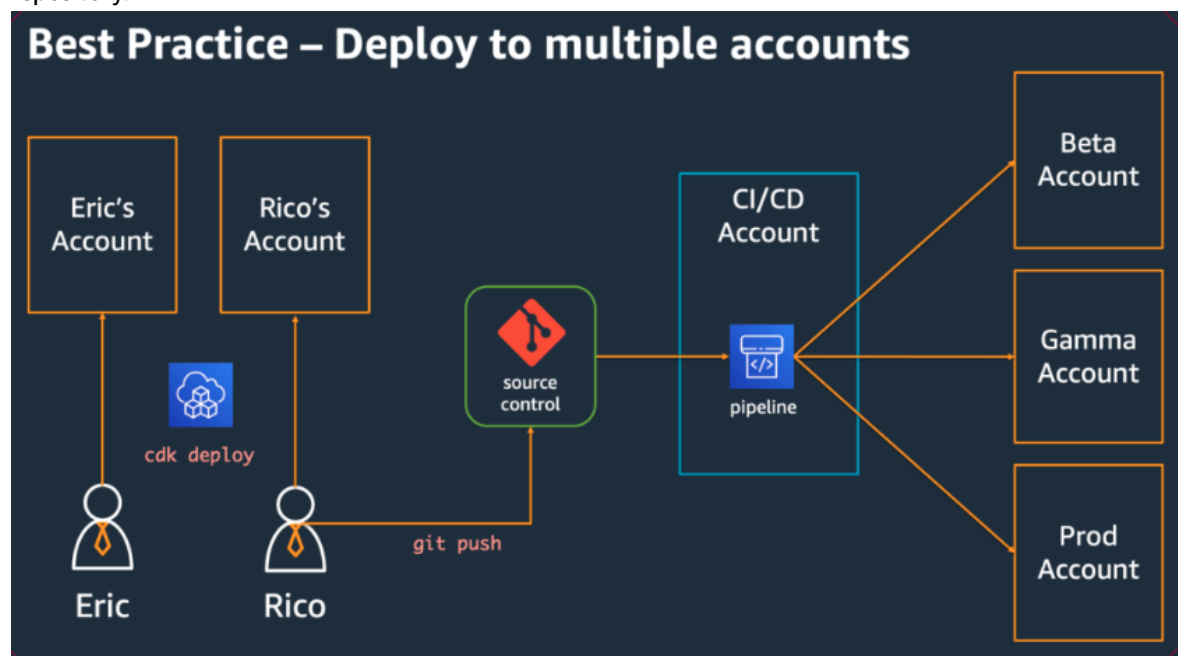 Best Practice – Deploy to multiple accounts
Eric's
Account
Rico's
Account
cdk deploy
Eric
Rico
git push
source
control
CI/CD
Account
pipeline
Beta
Account
Gamma
Account
Prod
Account